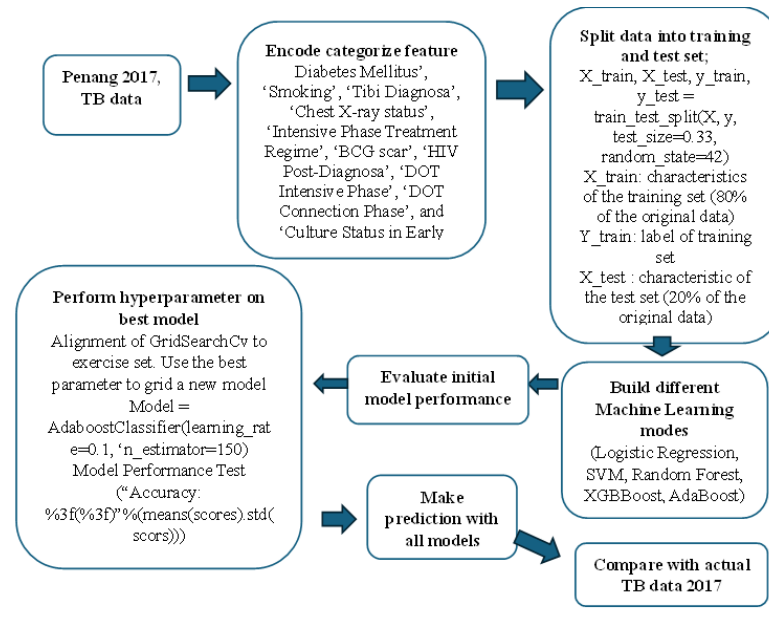 Penang 2017,
TB data
Encode categorize feature
Diabetes Mellitus’,
‘Smoking’, ‘Tibi Diagnosa’,
‘Chest X-ray status’,
‘Intensive Phase Treatment
Regime’, ‘BCG scar’, ‘HIV
Post-Diagnosa’, ‘DOT
Intensive Phase’, ‘DOT
Connection Phase’, and
‘Culture Status in Early
Split data into training
and test set;
X_train, X_test, y_train,
y_test =
train_test_split(X, y,
test_size=0.33,
random_state=42)
X_train: characteristics
of the training set (80%
of the original data)
Y_train: label of training
set
X_test : characteristic of
the test set (20% of the
original data)
Build different
Machine Learning
modes
(Logistic Regression,
SVM, Random Forest,
XGBBoost, AdaBoost)
Evaluate initial
model performance
Perform hyperparameter on
best model
Alignment of GridSearchCv to
exercise set. Use the best
parameter to grid a new model
Model =
AdaboostClassifier(learning_rat
e=0.1, ‘n_estimator=150)
Model Performance Test
(“Accuracy:
%3f(%3f)”%(means(scores).std(
scors)))
Make
prediction with
all models
Compare with actual
TB data 2017